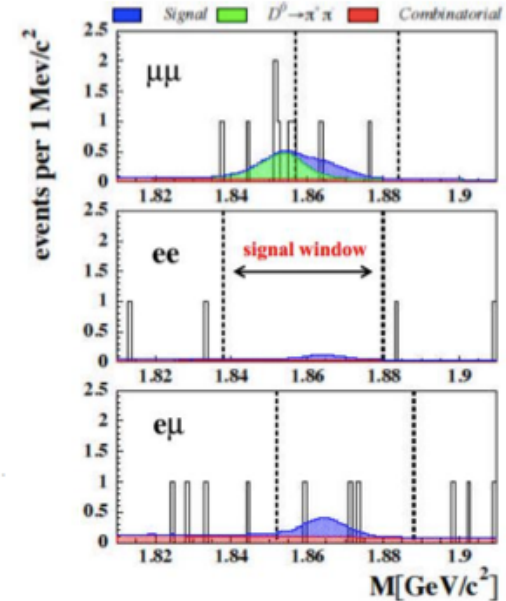 Signal D⁰→π⁺π Combinatorial
events per 1 Mev/c²
2.5
2
1.5
1
0.5
0
μμ
1.82 1.84 1.86 1.88 1.9
2.5
2
1.5
1
0.5
0
ee
signal window
1.82 1.84 1.86 1.88 1.9
2.5
2
1.5
1
0.5
0
eμ
1.82 1.84 1.86 1.88 1.9
M[GeV/c²]